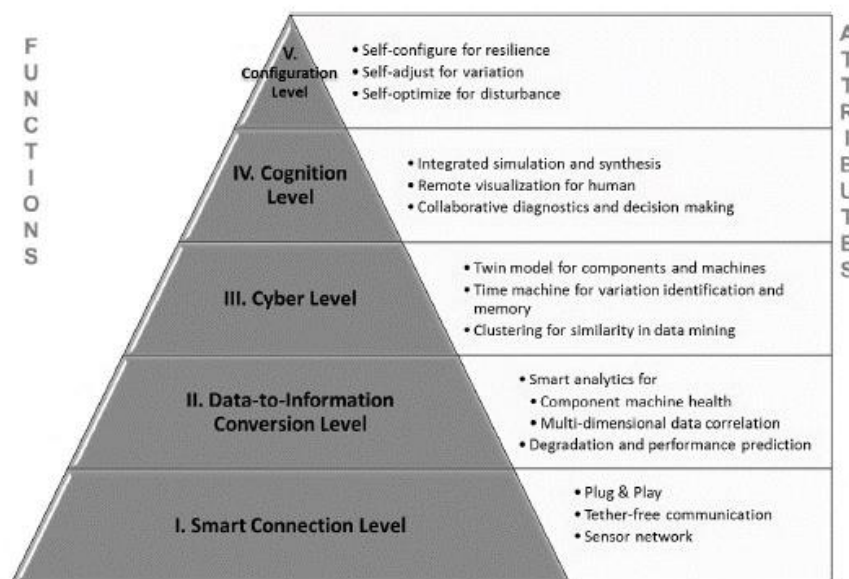 FUNCTIONS
ATTRIBUTES
V.
Configuration
Level
• Self-configure for resilience
• Self-adjust for variation
• Self-optimize for disturbance
IV. Cognition
Level
• Integrated simulation and synthesis
• Remote visualization for human
• Collaborative diagnostics and decision making
III. Cyber Level
• Twin model for components and machines
• Time machine for variation identification and
memory
• Clustering for similarity in data mining
II. Data-to-Information
Conversion Level
• Smart analytics for
• Component machine health
• Multi-dimensional data correlation
• Degradation and performance prediction
I. Smart Connection Level
• Plug & Play
• Tether-free communication
• Sensor network